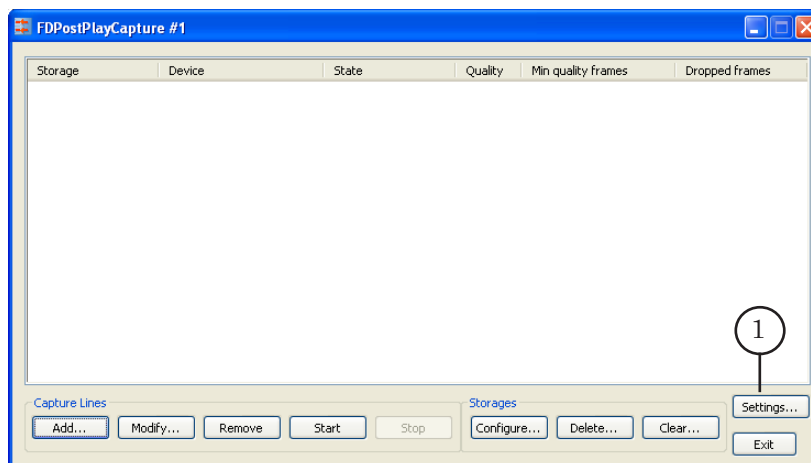 FDPostPlayCapture #1
Storage Device State Quality Min quality frames Dropped frames
1
Capture Lines Storages Settings...
Add... Modify... Remove Start Stop Configure... Delete... Clear...
Exit